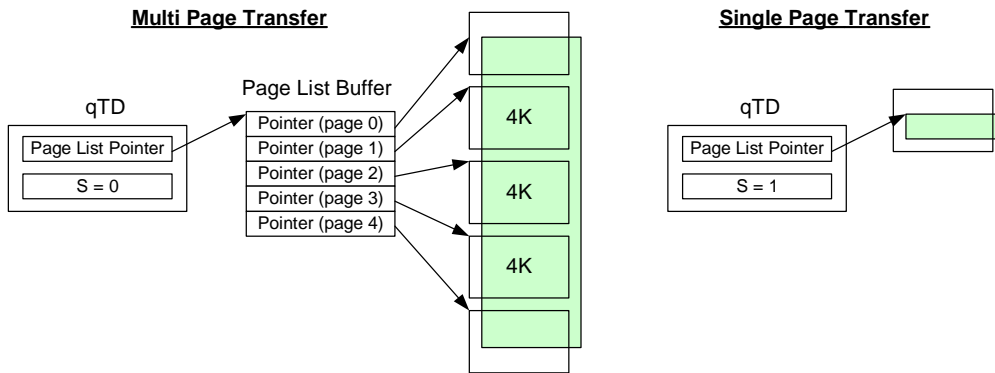 Multi Page Transfer
Single Page Transfer
Page List Buffer
qTD
Page List Pointer
S = 0
Pointer (page 0)
Pointer (page 1)
Pointer (page 2)
Pointer (page 3)
Pointer (page 4)
4K
4K
4K
qTD
Page List Pointer
S = 1